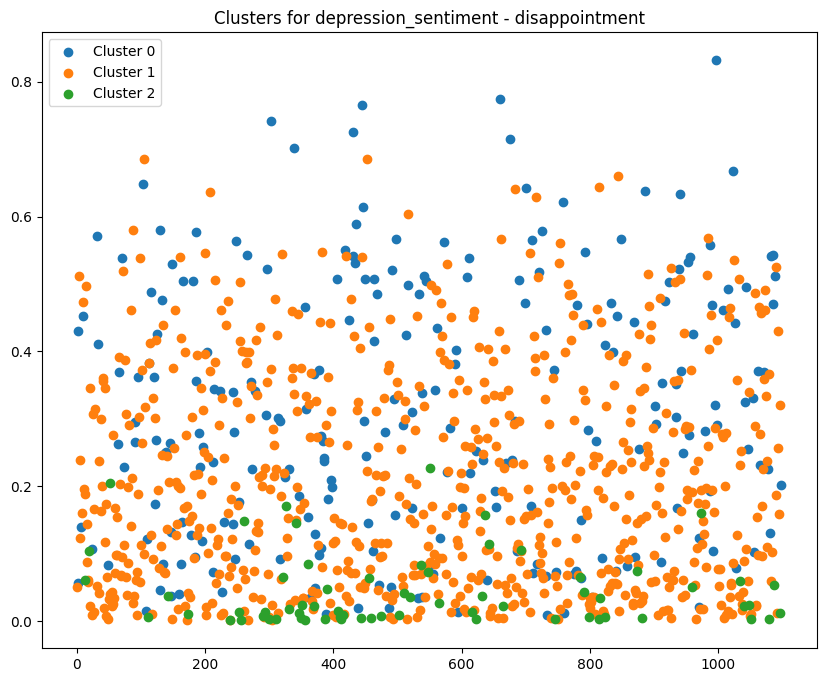 Clusters for depression_sentiment - disappointment
Cluster 0
Cluster 1
Cluster 2
0.8
0.6
0.4
0.2
0.0
0 200 400 600 800 1000